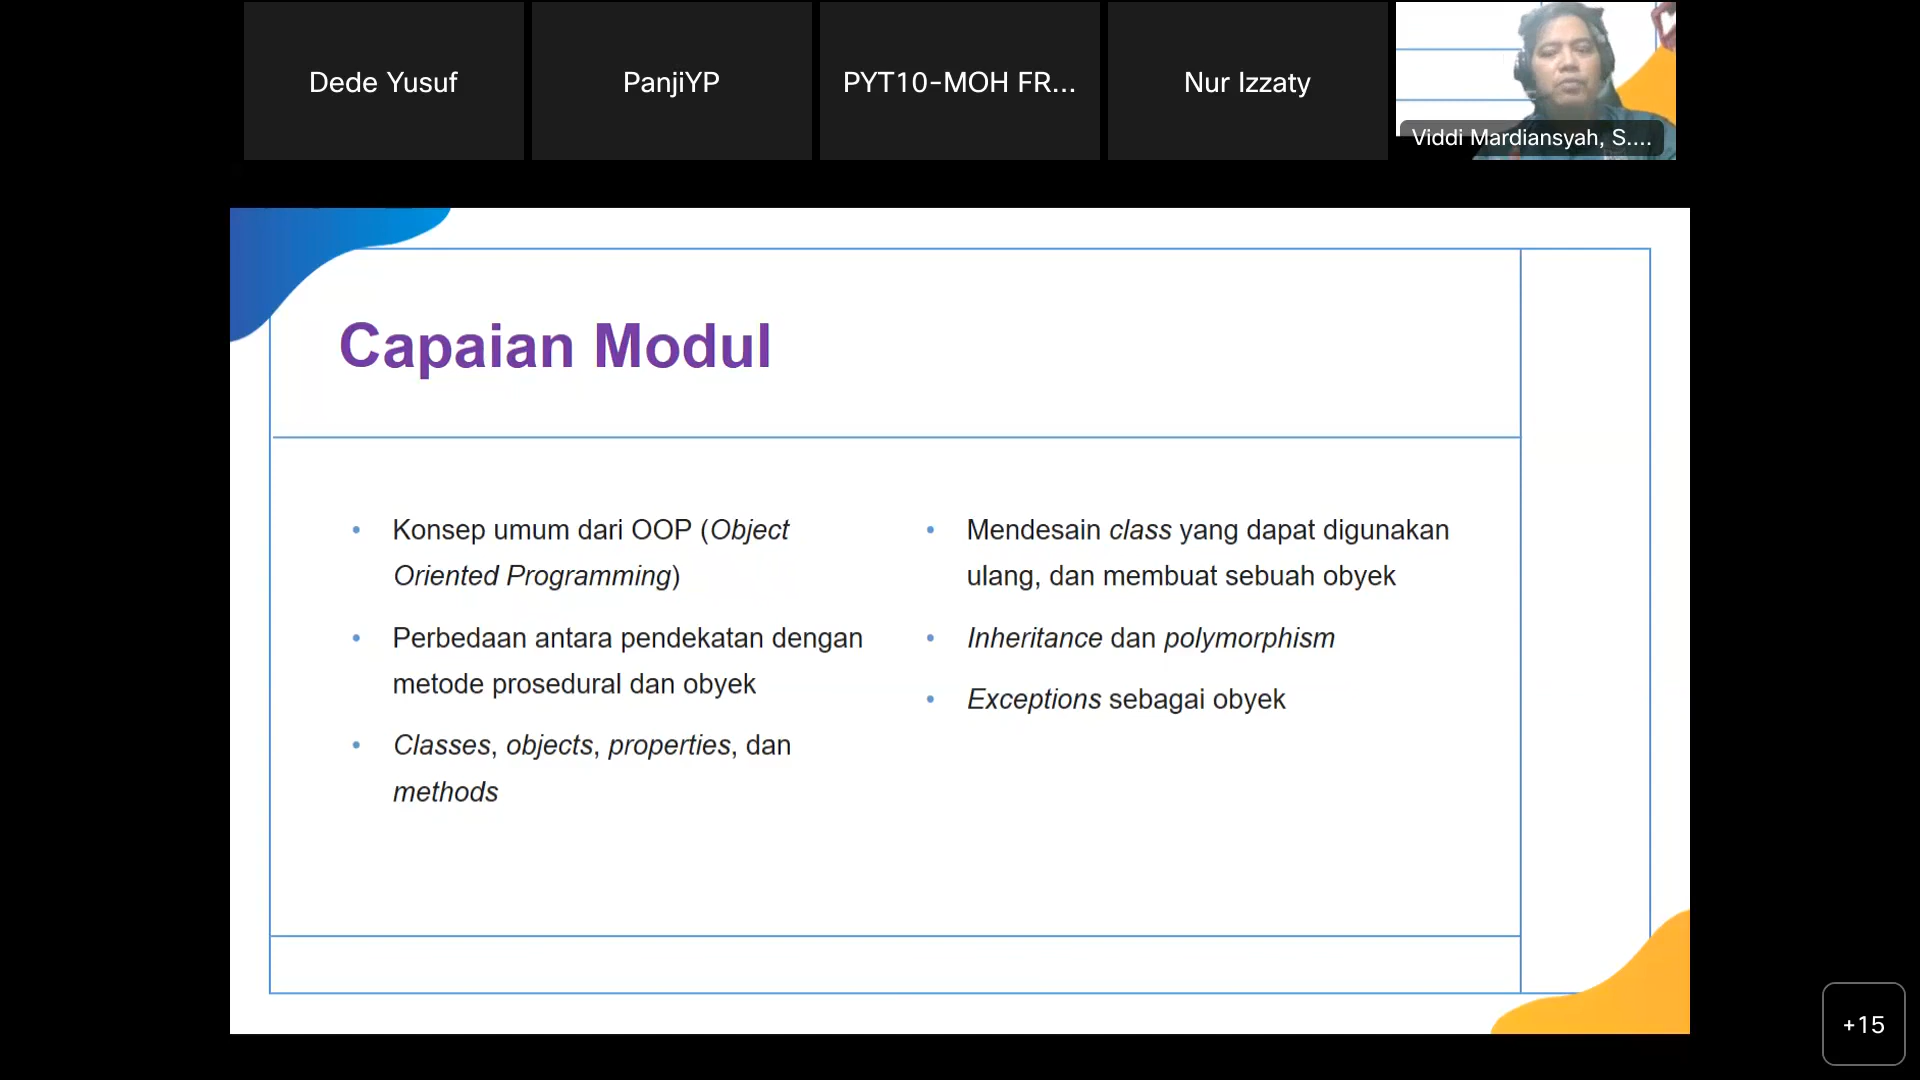 Dede Yusuf
PanjiYP
PYT10-MOH FR...
Nur Izzaty
Viddi Mardiansyah, S....
Capaian Modul
• Konsep umum dari OOP (Object
Oriented Programming)
• Perbedaan antara pendekatan dengan
metode prosedural dan obyek
• Classes, objects, properties, dan
methods
• Mendesain class yang dapat digunakan
ulang, dan membuat sebuah obyek
• Inheritance dan polymorphism
• Exceptions sebagai obyek
+15